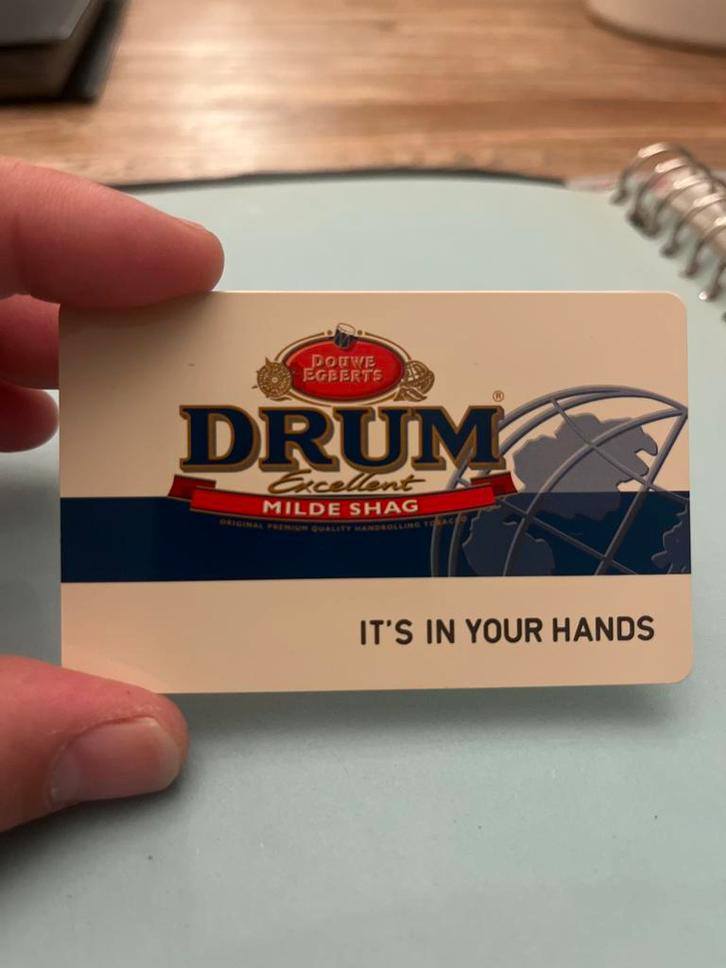 DOUWE
EGBERTS
DRUM®
Excellent
MILDE SHAG
ORIGINAL PREMIUM QUALITY HANDROLLING TOBACCO
IT'S IN YOUR HANDS